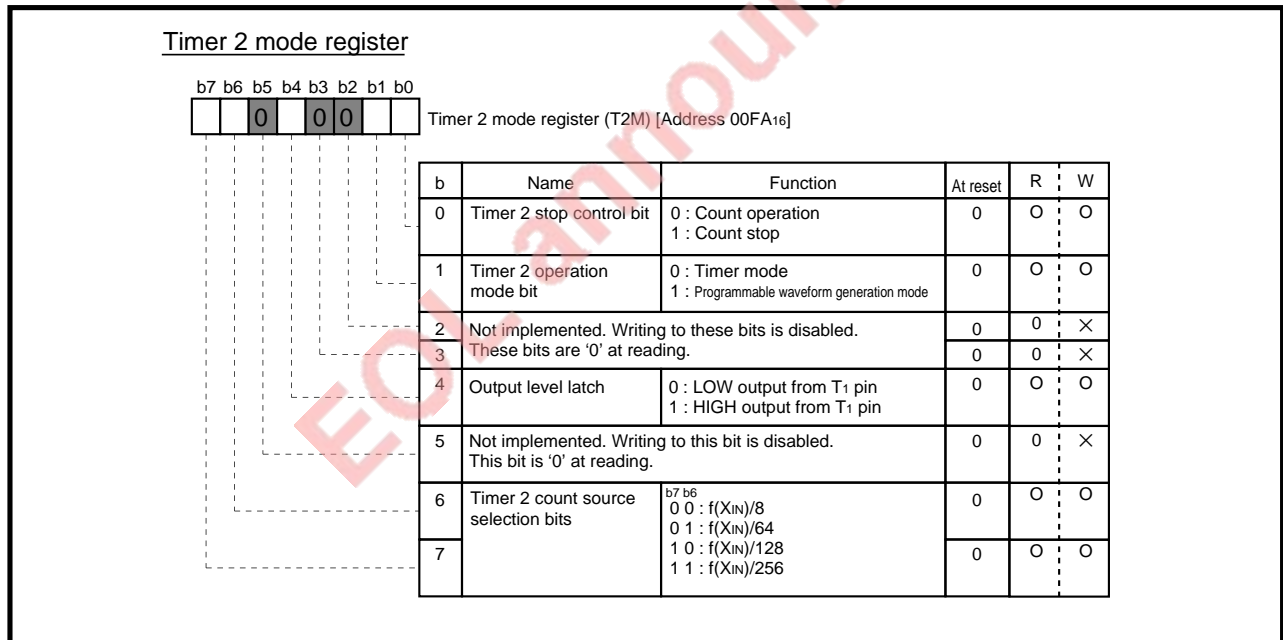 Timer 2 mode register
b7 b6 b5 b4 b3 b2 b1 b0
0 0 0
Timer 2 mode register (T2M) [Address 00FA16]
b Name Function At reset R W
0 Timer 2 stop control bit 0 : Count operation 0 O O
1 : Count stop
1 Timer 2 operation 0 : Timer mode 0 O O
mode bit 1 : Programmable waveform generation mode
2 Not implemented. Writing to these bits is disabled. 0 0 ×
3 These bits are ‘0’ at reading. 0 0 ×
4 Output level latch 0 : LOW output from T1 pin 0 O O
1 : HIGH output from T1 pin
5 Not implemented. Writing to this bit is disabled. 0 0 ×
This bit is ‘0’ at reading.
b7 b6
6 Timer 2 count source 0 0 : f(XIN)/8 0 O O
selection bits 0 1 : f(XIN)/64
7 1 0 : f(XIN)/128 0 O O
1 1 : f(XIN)/256
EOL announ